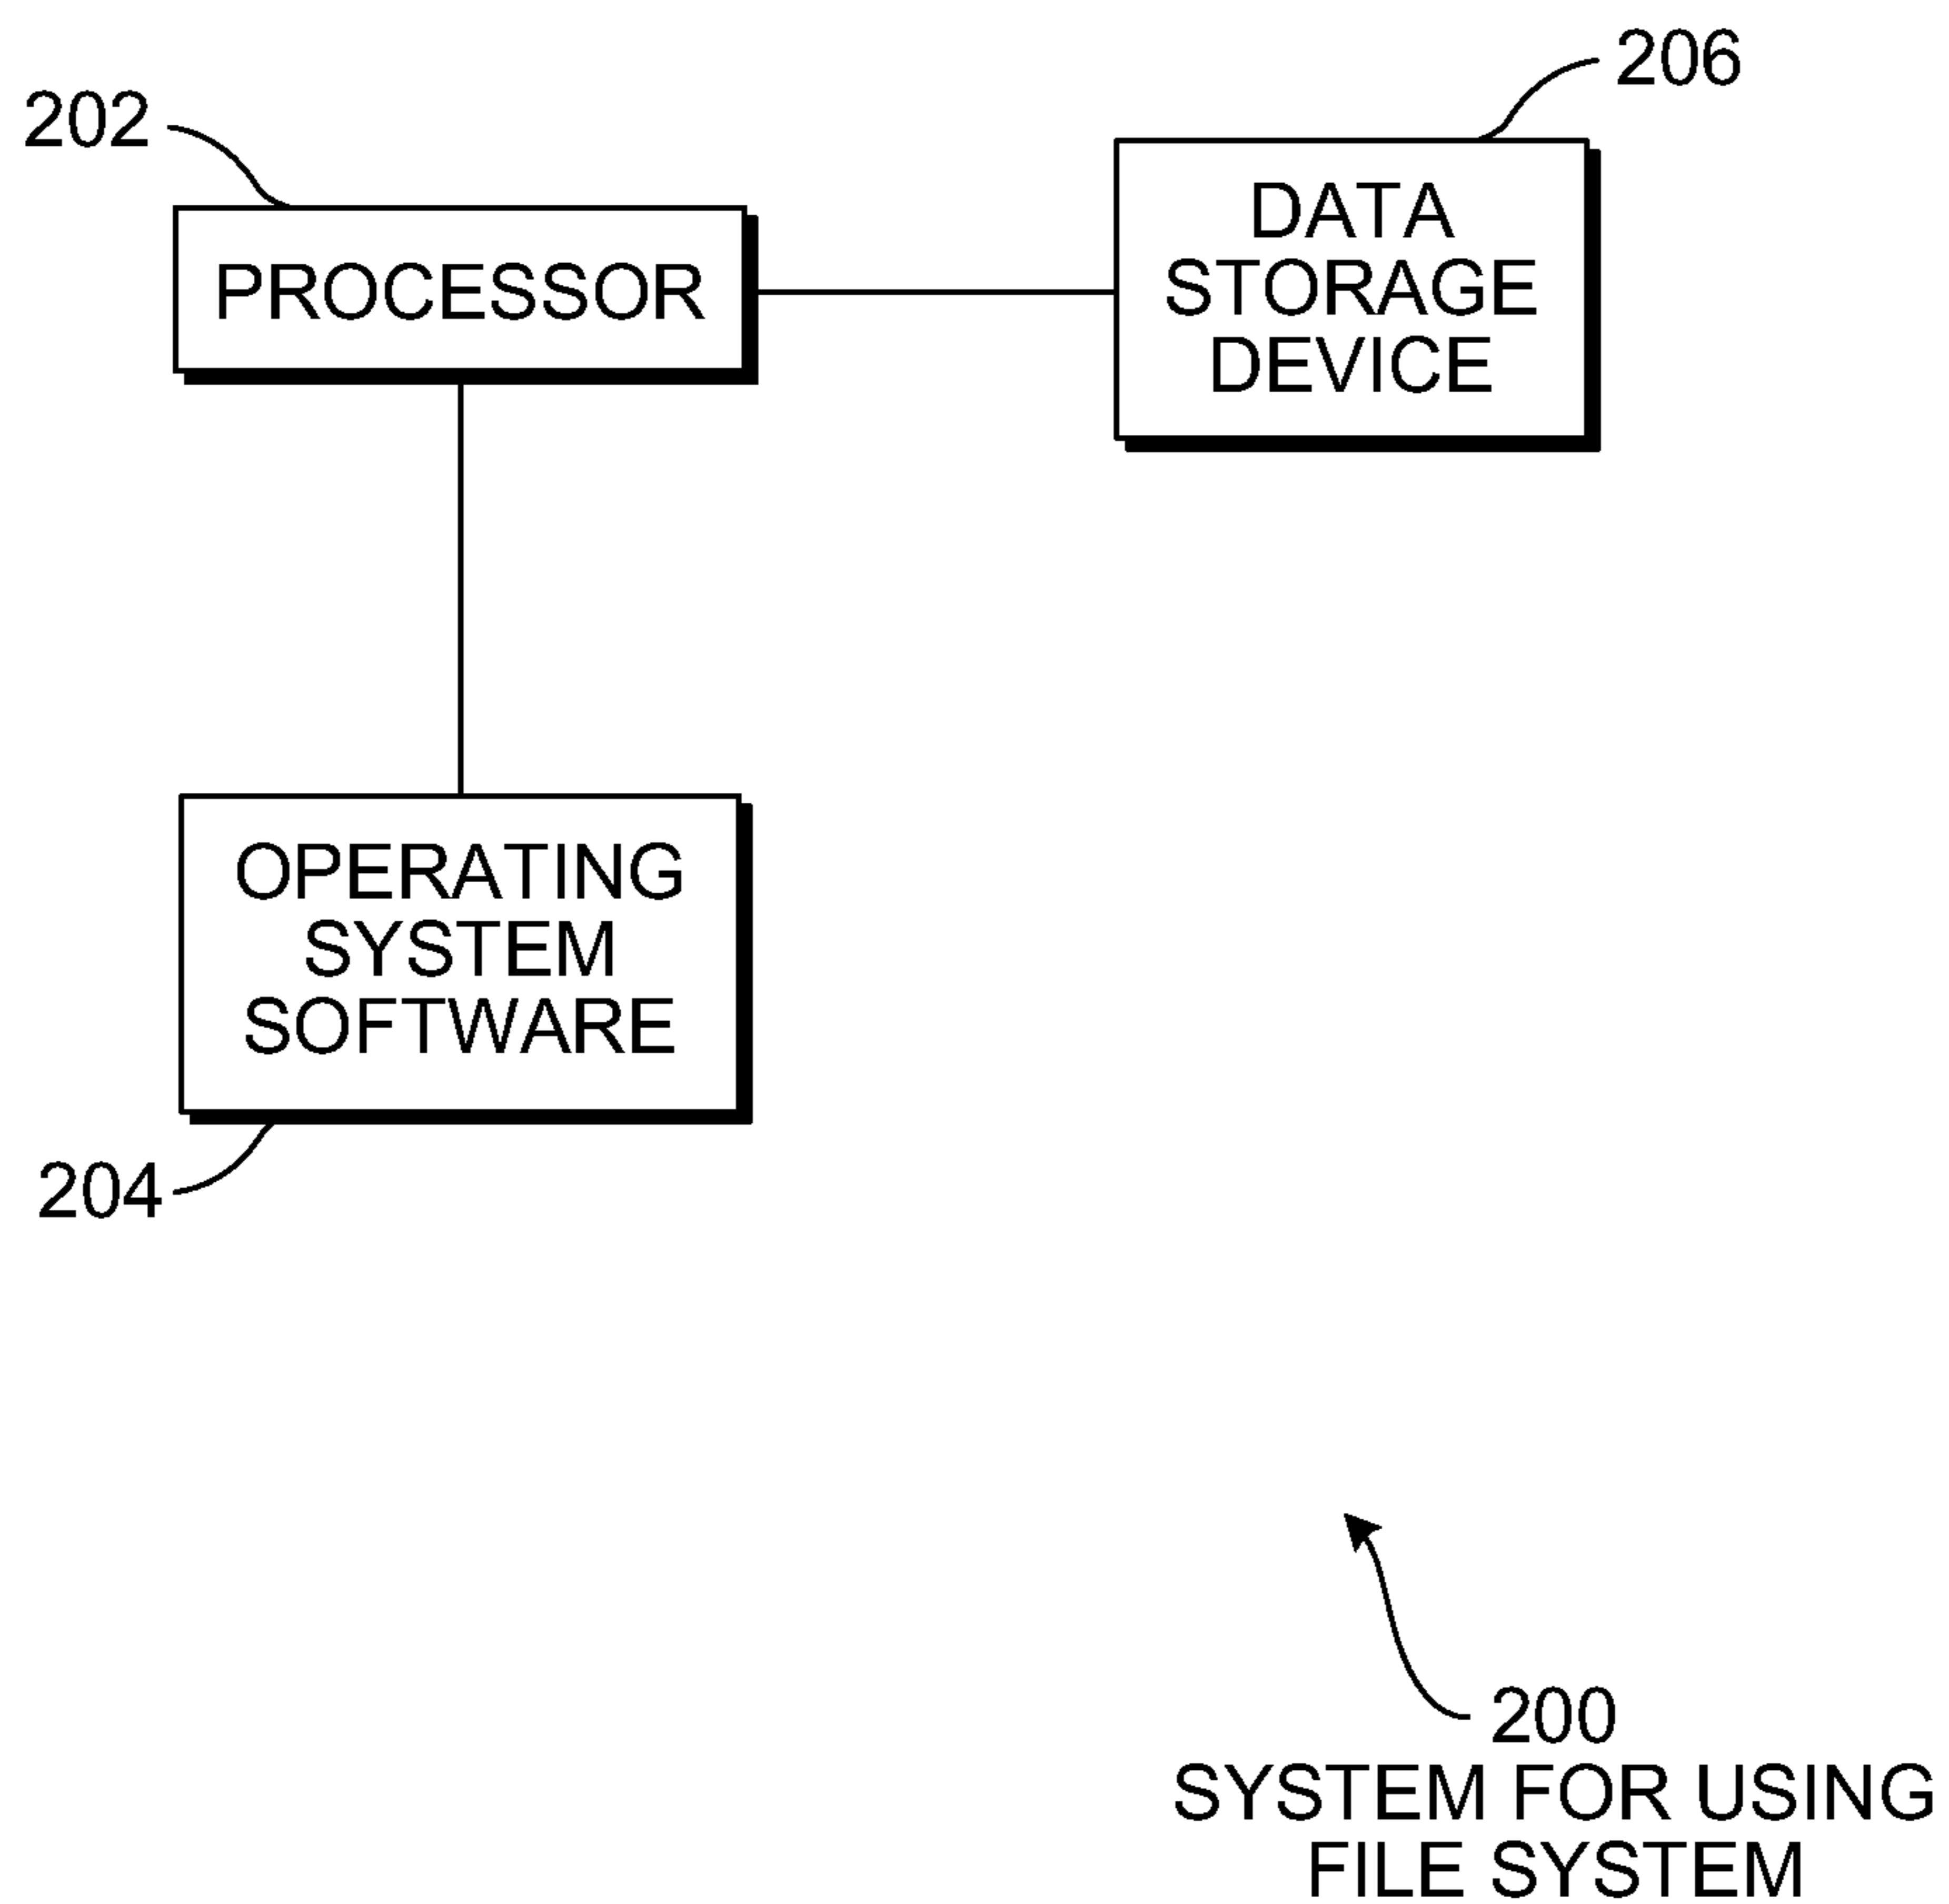 206
202
DATA
STORAGE
DEVICE
PROCESSOR
OPERATING
SYSTEM
SOFTWARE
204
200
SYSTEM FOR USING
FILE SYSTEM